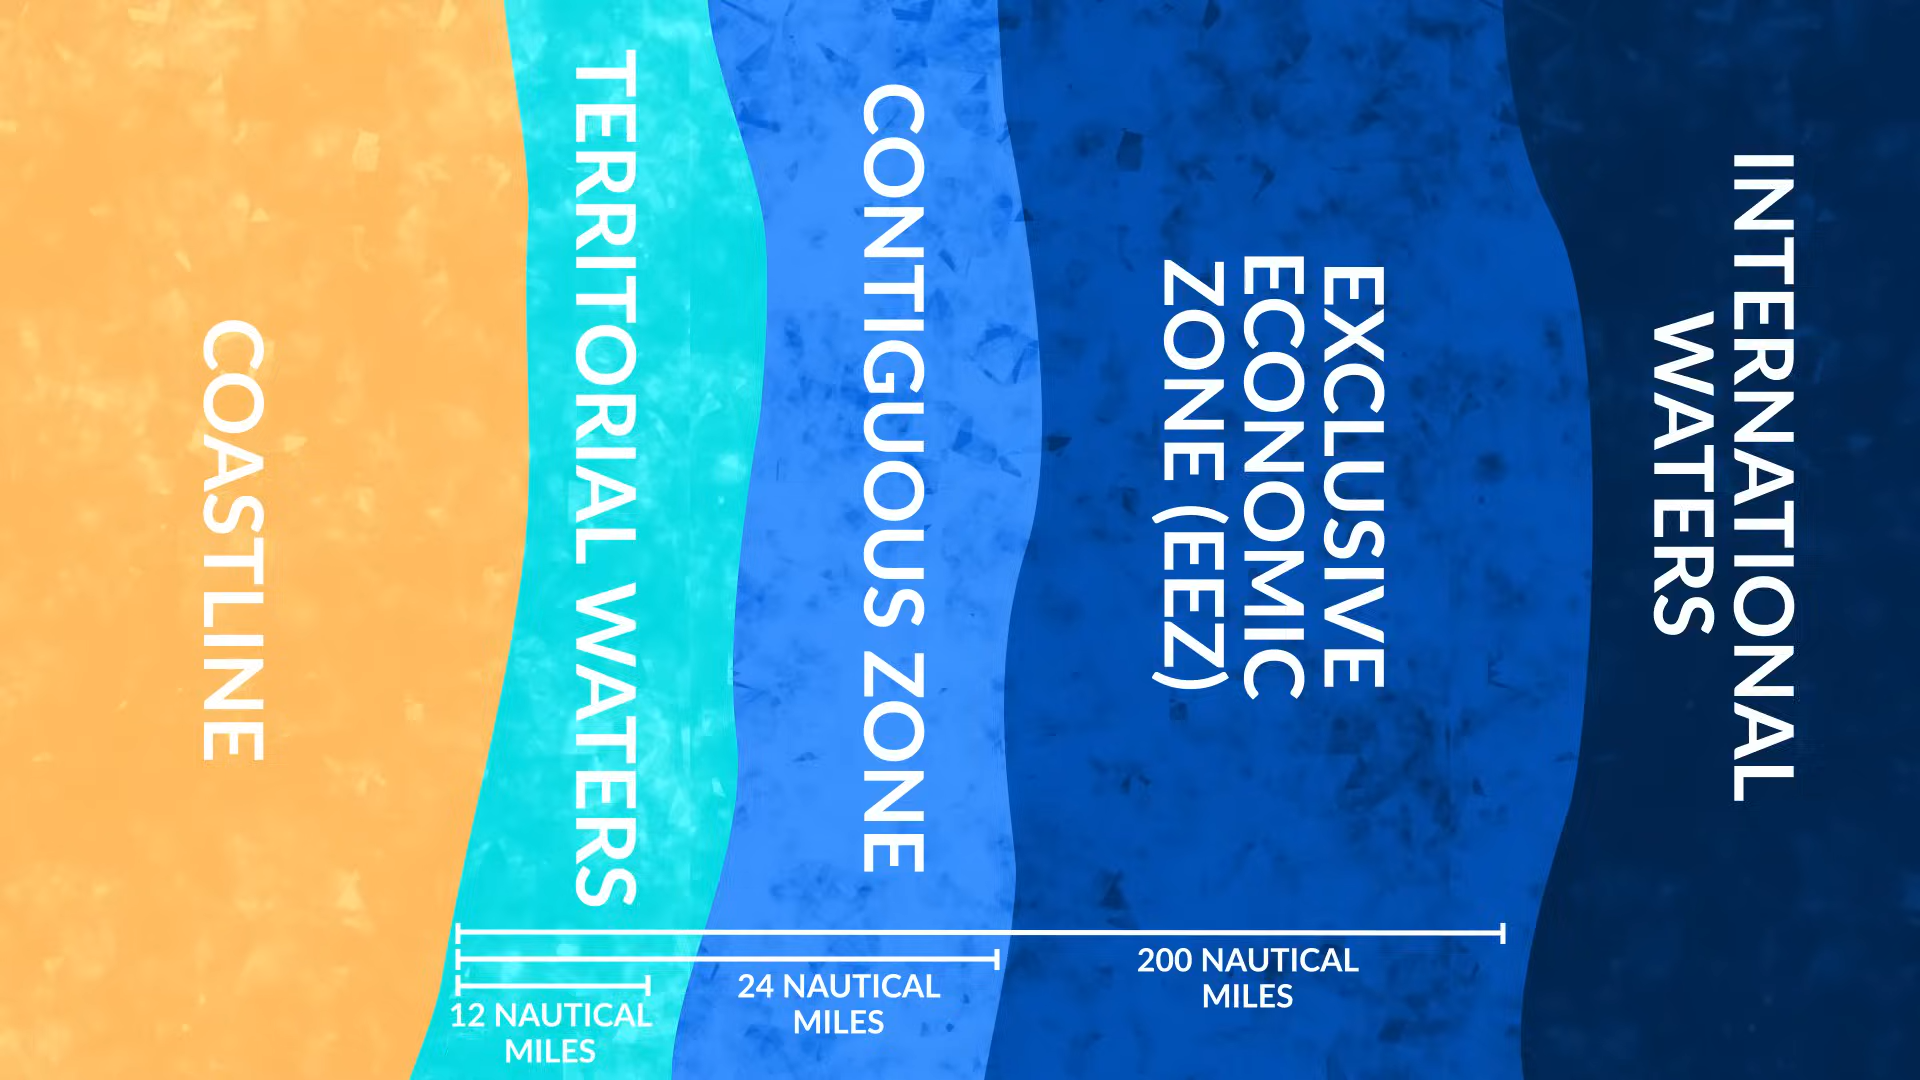 COASTLINE
TERRITORIAL WATERS
CONTIGUOUS ZONE
EXCLUSIVE
ECONOMIC
ZONE (EEZ)
INTERNATIONAL
WATERS
12 NAUTICAL
MILES
24 NAUTICAL
MILES
200 NAUTICAL
MILES